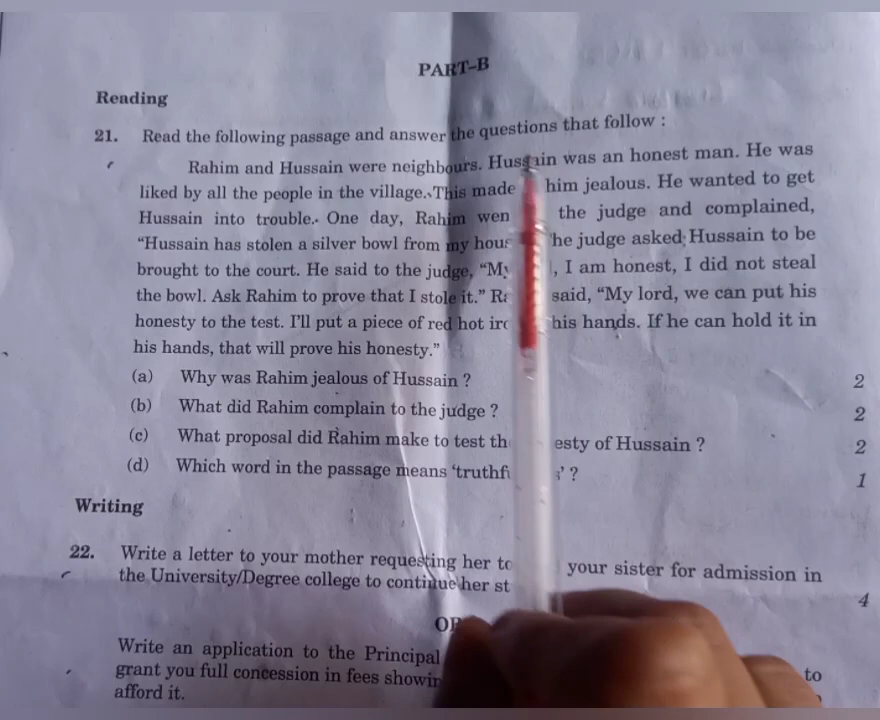 PART–B
Reading
21. Read the following passage and answer the questions that follow :
Rahim and Hussain were neighbours. Hussain was an honest man. He was
liked by all the people in the village. This made him jealous. He wanted to get
Hussain into trouble. One day, Rahim the judge and complained,
“Hussain has stolen a silver bowl from my judge asked Hussain to be
brought to the court. He said to the judge, I am honest, I did not steal
the bowl. Ask Rahim to prove that I stole it.” said, “My lord, we can put his
honesty to the test. I’ll put a piece of red hot his hands. If he can hold it in
his hands, that will prove his honesty.”
(a) Why was Rahim jealous of Hussain ? 2
(b) What did Rahim complain to the judge ? 2
(c) What proposal did Rahim make to test of Hussain ? 2
(d) Which word in the passage means ? 1
Writing
22. Write a letter to your mother requesting her your sister for admission in
the University/Degree college to continue her
4
Write an application to the Principal
grant you full concession in fees to
afford it.